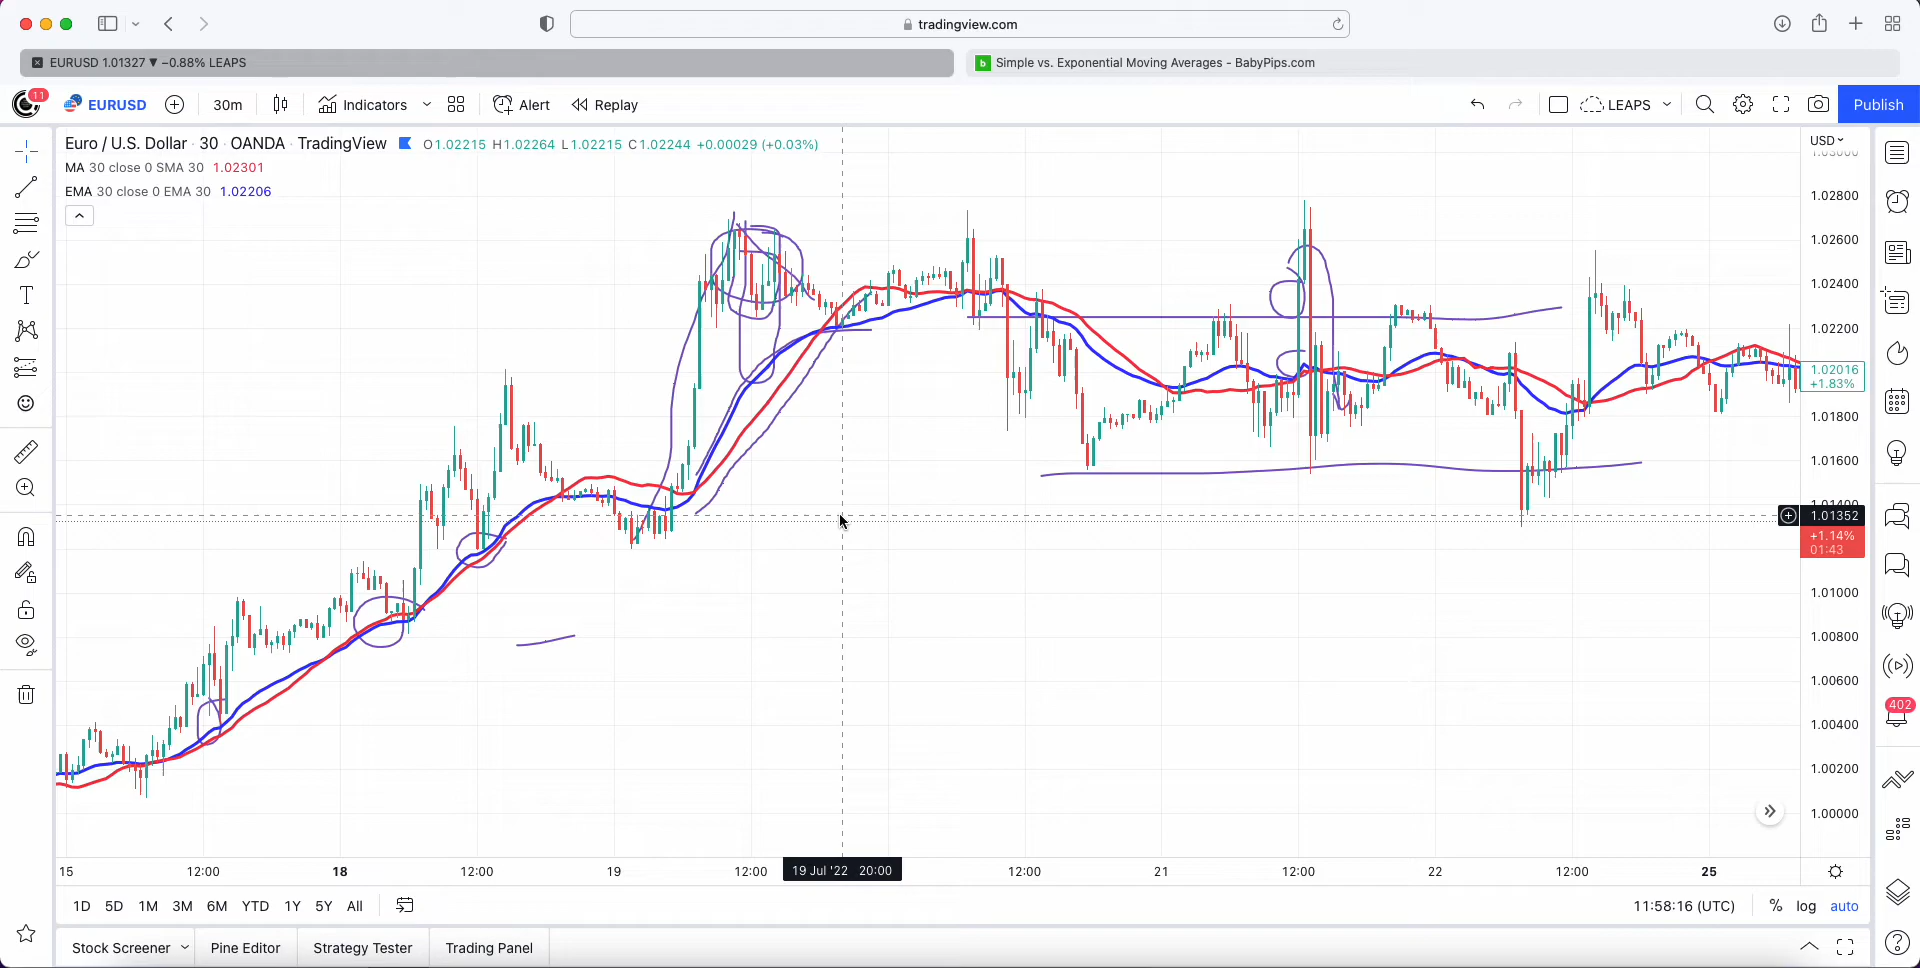 tradingview.com
EURUSD 1.01327 ▼ −0.88% LEAPS
b Simple vs. Exponential Moving Averages - BabyPips.com
11 EURUSD 30m Indicators Alert Replay LEAPS Publish
Euro / U.S. Dollar · 30 · OANDA · TradingView O1.02215 H1.02264 L1.02215 C1.02244 +0.00029 (+0.03%) USD
MA 30 close 0 SMA 30 1.02301
EMA 30 close 0 EMA 30 1.02206
1.03000
1.02800
1.02600
1.02400
1.02200
1.02016
+1.83%
1.01800
1.01600
1.01400
1.01352
+1.14%
01:43
1.01000
1.00800
1.00600
1.00400
1.00200
1.00000
402
15 12:00 18 12:00 19 12:00 19 Jul '22 20:00 12:00 21 12:00 22 12:00 25
1D 5D 1M 3M 6M YTD 1Y 5Y All 11:58:16 (UTC) % log auto
Stock Screener Pine Editor Strategy Tester Trading Panel